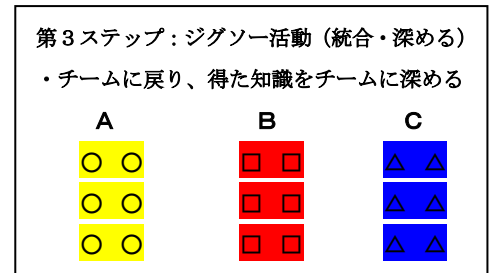 第３ステップ：ジグソー活動（統合・深める）
・チームに戻り、得た知識をチームに深める
Ａ Ｂ Ｃ
○ ○ □ □ △ △
○ ○ □ □ △ △
○ ○ □ □ △ △